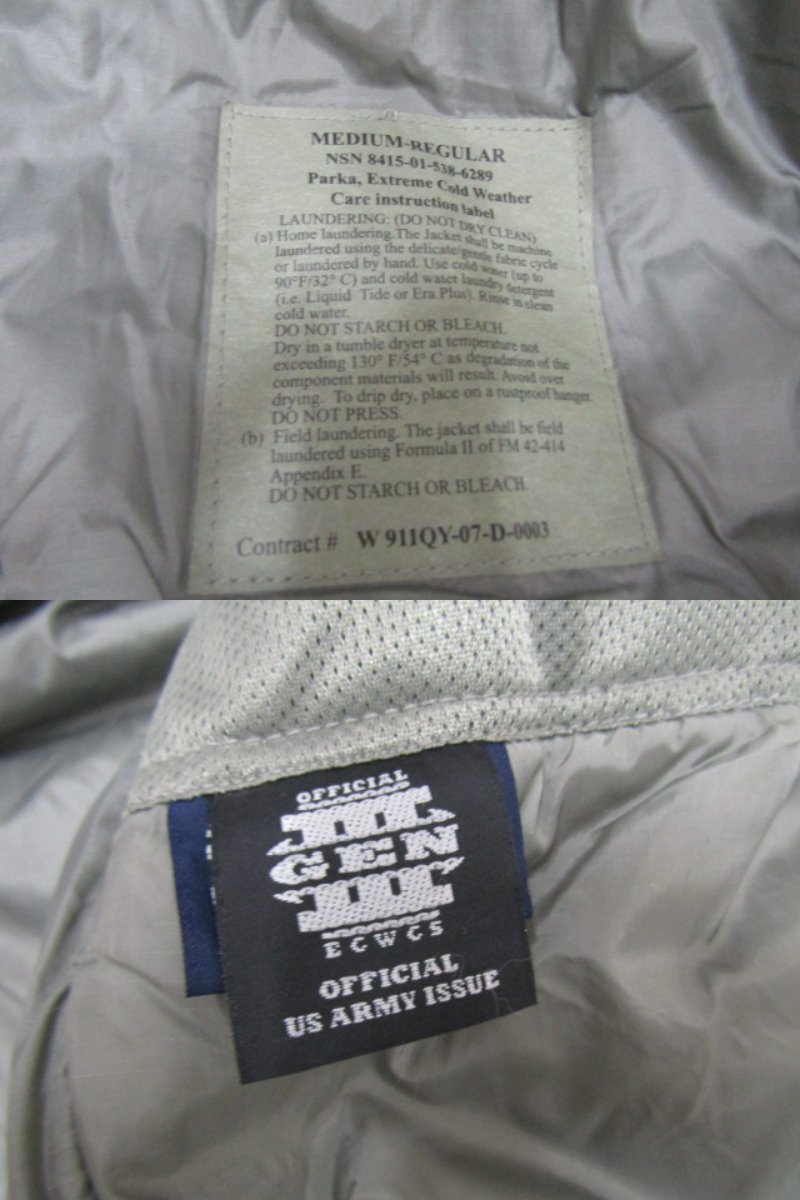 MEDIUM-REGULAR
NSN 8415-01-538-6289
Parka, Extreme Cold Weather
Care instruction label
LAUNDERING: (DO NOT DRY CLEAN)
(a) Home laundering. The Jacket shall be machine
laundered using the delicate/gentle fabric cycle
or laundered by hand. Use cold water (up to
90°F/32° C) and cold water laundry detergent
(i.e. Liquid Tide or Era Plus). Rinse in clean
cold water.
DO NOT STARCH OR BLEACH.
Dry in a tumble dryer at temperature not
exceeding 130° F/54° C as degradation of the
component materials will result. Avoid over
drying. To drip dry, place on a rustproof hanger.
DO NOT PRESS.
(b) Field laundering. The jacket shall be field
laundered using Formula II of FM 42-414
Appendix E.
DO NOT STARCH OR BLEACH.
Contract # W 911QY-07-D-0003
OFFICIAL
III
GEN
III
ECWCS
OFFICIAL
US ARMY ISSUE